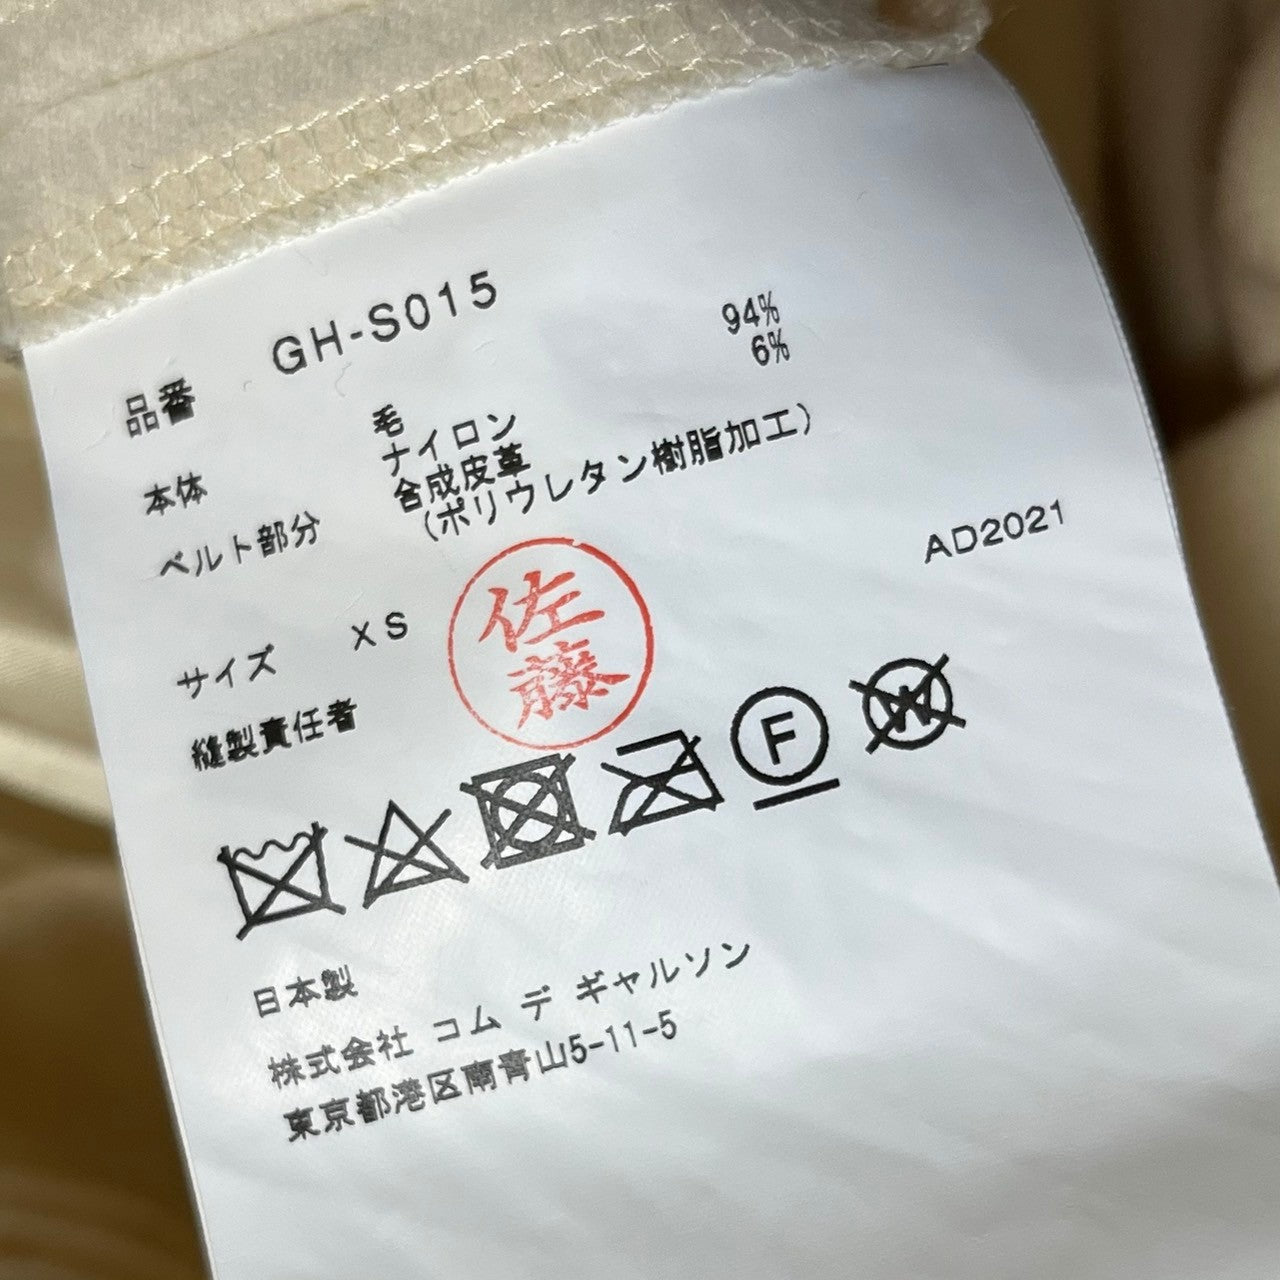 品番 GH-S015
本体 毛 94%
ナイロン 6%
ベルト部分 合成皮革
(ポリウレタン樹脂加工)
AD2021
サイズ XS
縫製責任者 佐藤
F
W
日本製
株式会社 コム デ ギャルソン
東京都港区南青山5-11-5